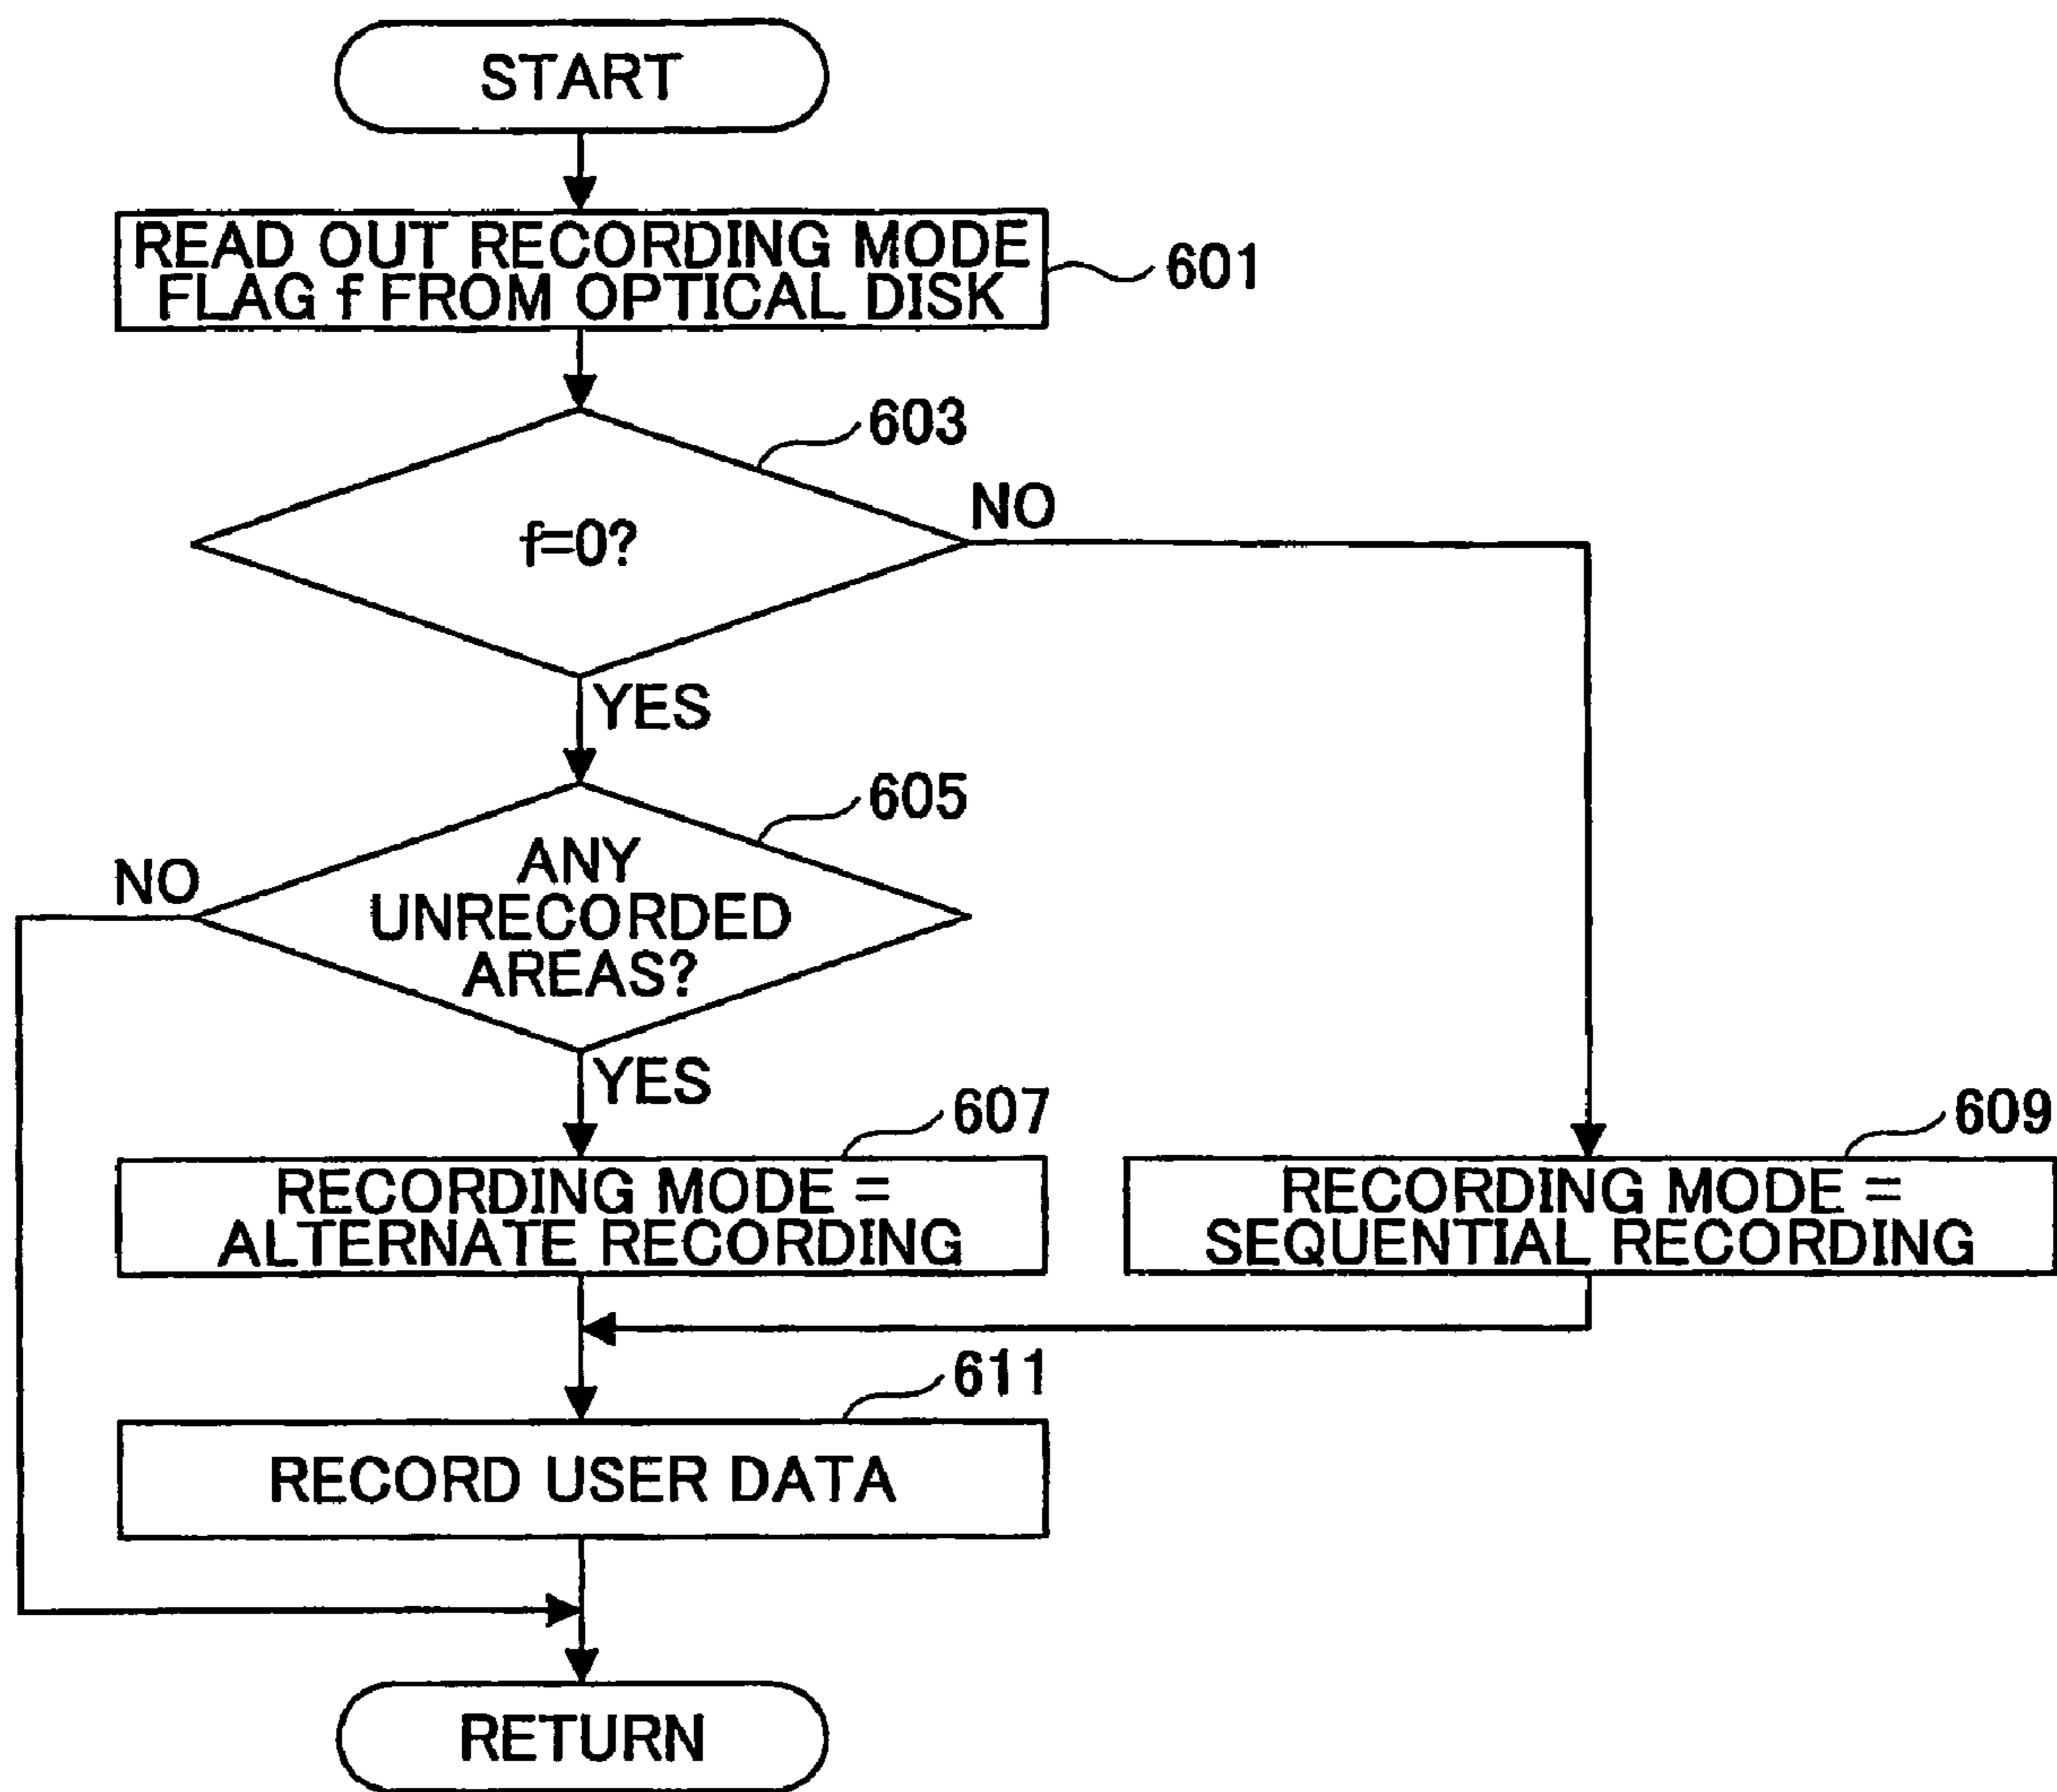 START
READ OUT RECORDING MODE
FLAG f FROM OPTICAL DISK
601
603
f=0?
NO
YES
605
ANY
UNRECORDED
AREAS?
NO
YES
607
RECORDING MODE =
ALTERNATE RECORDING
609
RECORDING MODE =
SEQUENTIAL RECORDING
611
RECORD USER DATA
RETURN